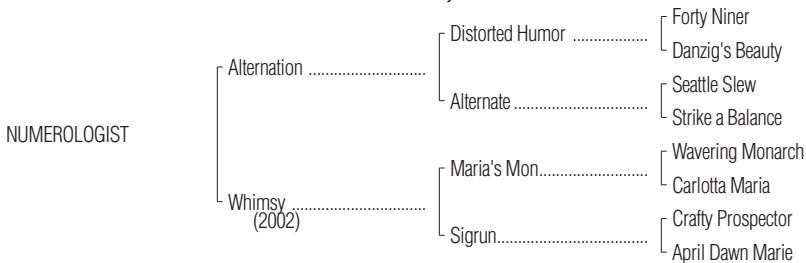 Forty Niner
Distorted Humor ..................
Danzig's Beauty
Alternation ............................
Seattle Slew
Alternate ................................
Strike a Balance
NUMEROLOGIST
Wavering Monarch
Maria's Mon..........................
Carlotta Maria
Whimsy ................................
(2002)
Crafty Prospector
Sigrun....................................
April Dawn Marie